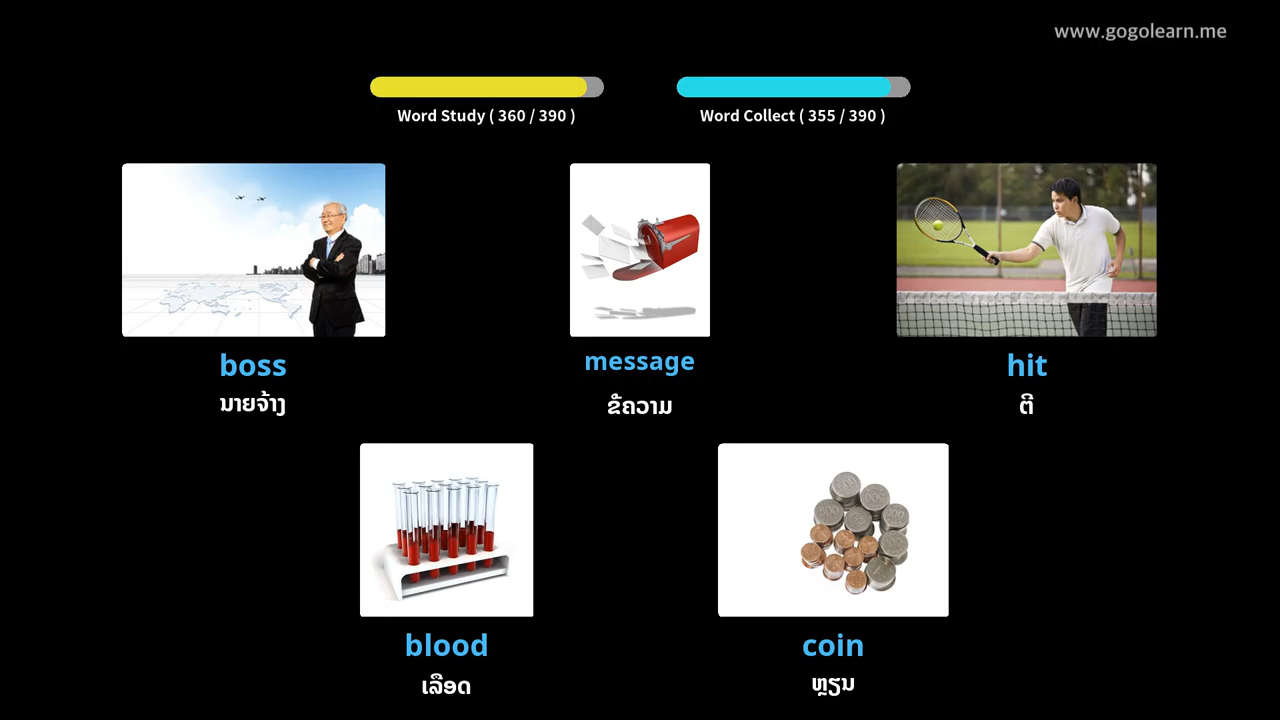 www.gogolearn.me
Word Study ( 360 / 390 )
Word Collect ( 355 / 390 )
boss
ນາຍຈ້າງ
message
ຂໍ້ຄວາມ
hit
ຕີ
blood
ເລືອດ
coin
ຫຼຽນ